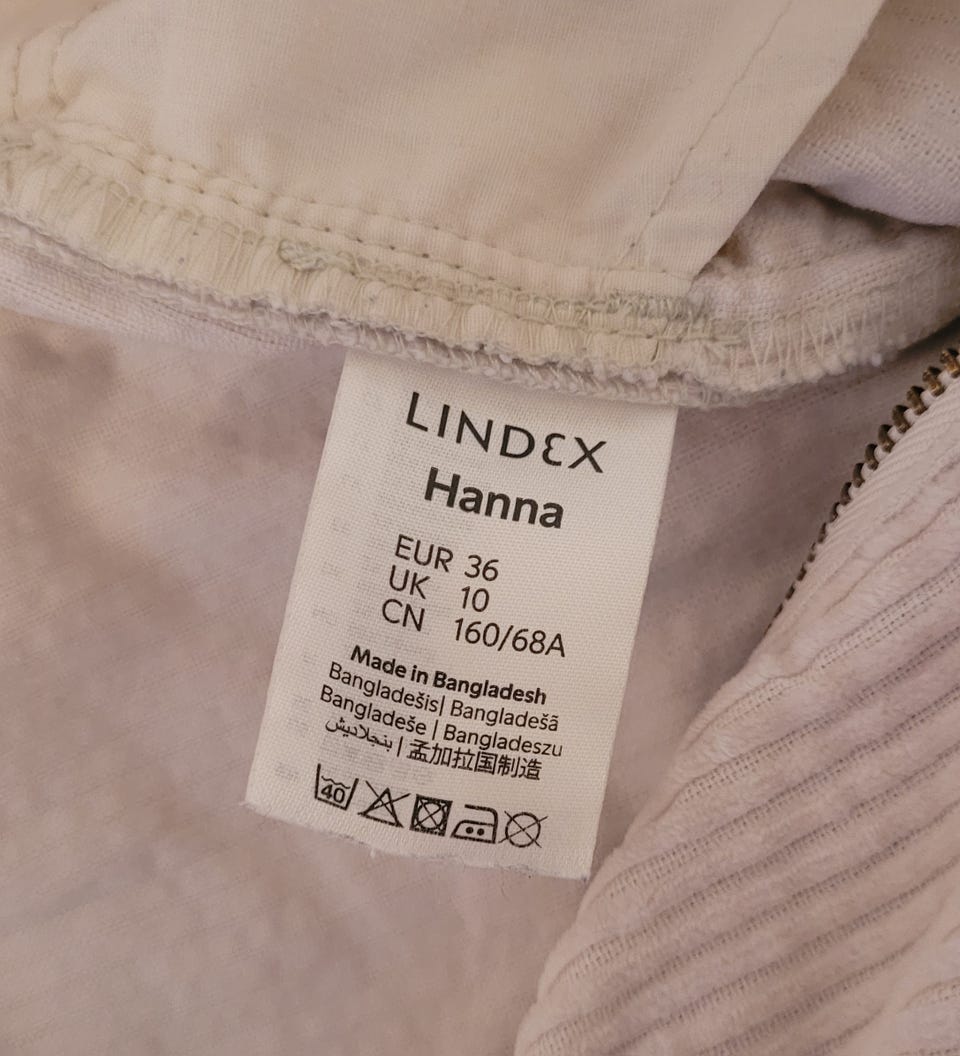 LINDEX
Hanna
EUR 36
UK 10
CN 160/68A
Made in Bangladesh
Bangladešis| Bangladešā
Bangladeše | Bangladeszu
بنجلاديش | 孟加拉国制造
40